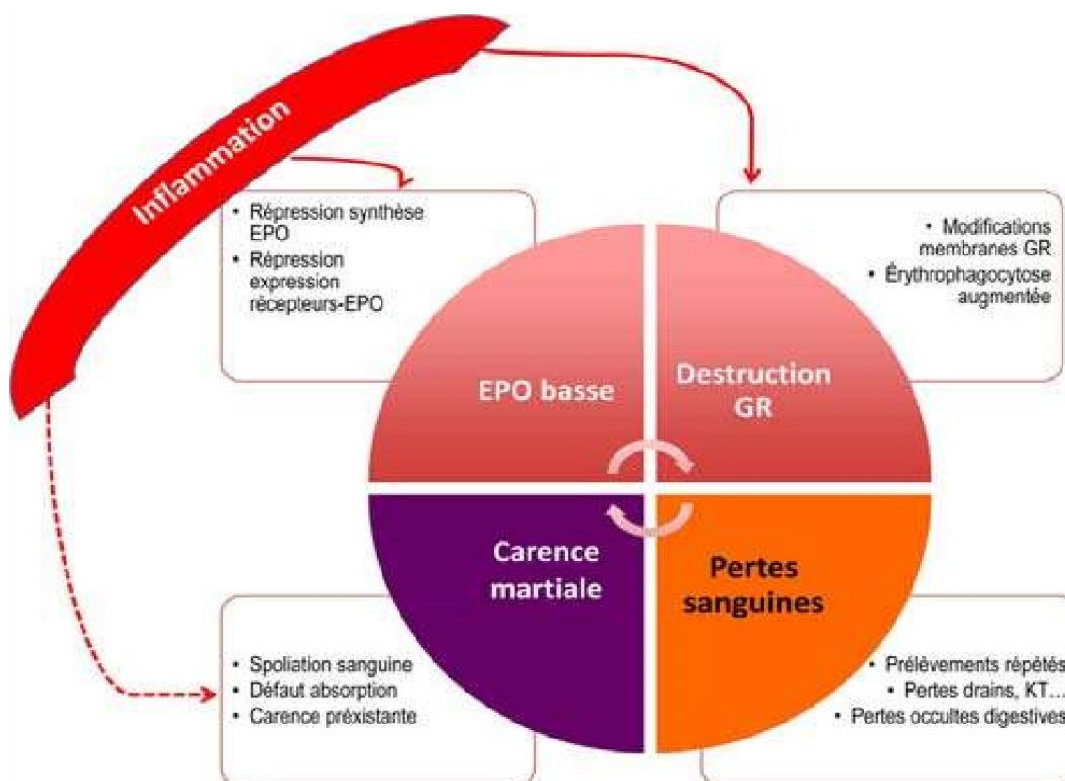 Inflammation
• Répression synthèse
EPO
• Répression
expression
récepteurs-EPO
• Modifications
membranes GR
• Érythrophagocytose
augmentée
EPO basse
Destruction
GR
Carence
martiale
Pertes
sanguines
• Spoliation sanguine
• Défaut absorption
• Carence préxistante
• Prélèvements répétés
• Pertes drains, KT…
• Pertes occultes digestives